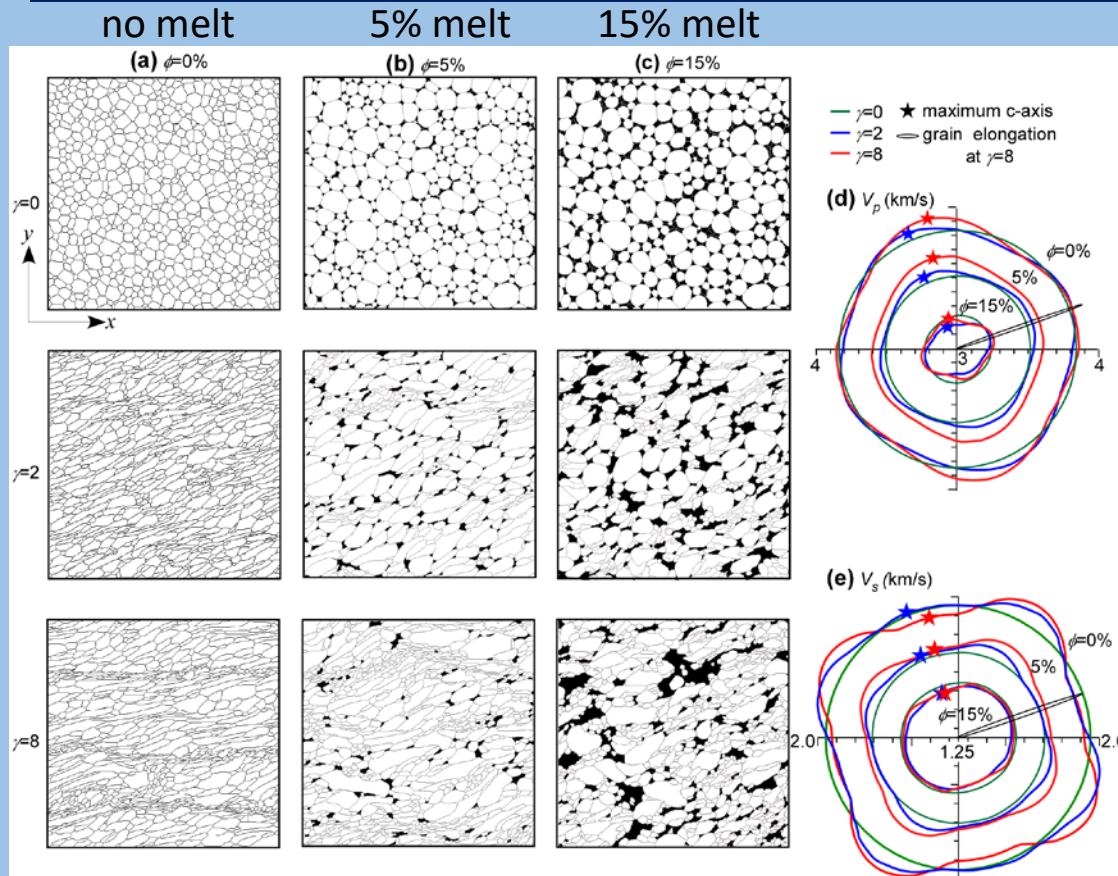 no melt 5% melt 15% melt
(a) ϕ=0% (b) ϕ=5% (c) ϕ=15%
γ=0
y
x
γ=2
γ=8
γ=0 ★ maximum c-axis
γ=2 grain elongation
γ=8 at γ=8
(d) Vp (km/s)
ϕ=0%
5%
ϕ=15%
4 3 4
(e) Vs (km/s)
ϕ=0%
5%
ϕ=15%
2.0 1.25 2.0